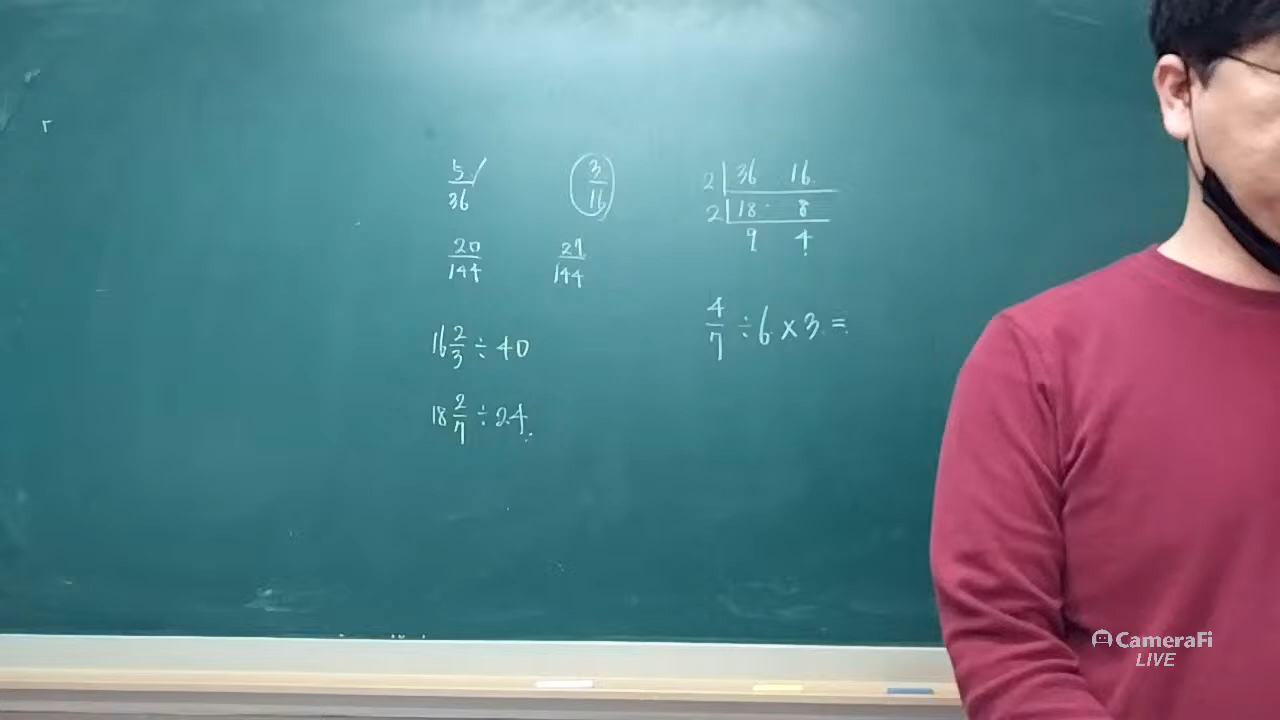 5/36 3/16
20/144 27/144
16 2/3 ÷ 40
18 2/7 ÷ 24
2 | 36 16
2 | 18 8
9 4
4/7 ÷ 6 × 3 =
CameraFi
LIVE